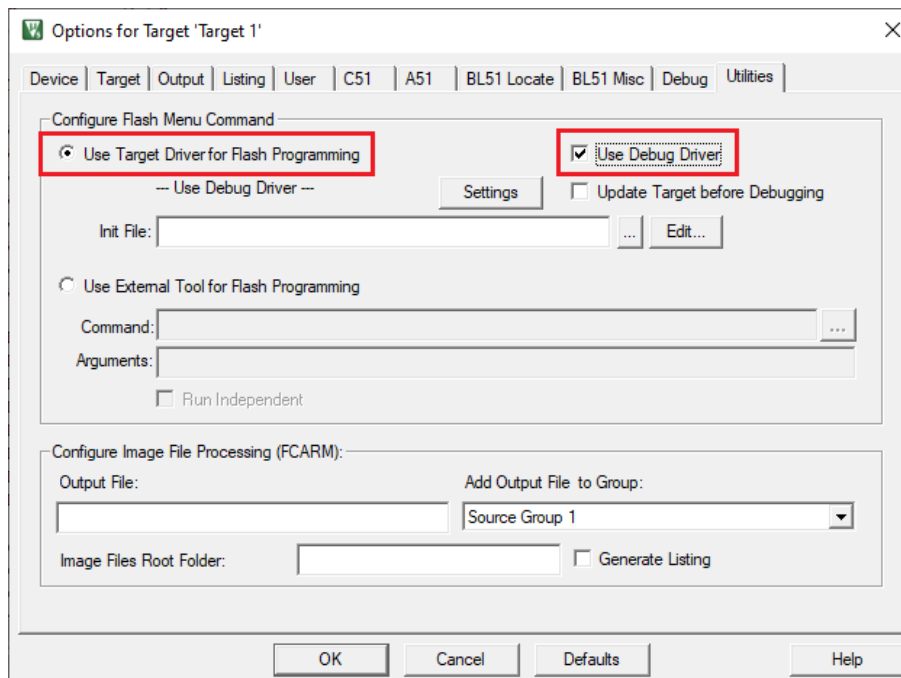 Options for Target 'Target 1'
Device Target Output Listing User C51 A51 BL51 Locate BL51 Misc Debug Utilities
Configure Flash Menu Command
Use Target Driver for Flash Programming Use Debug Driver
--- Use Debug Driver --- Settings Update Target before Debugging
Init File: ... Edit...
Use External Tool for Flash Programming
Command: ...
Arguments:
Run Independent
Configure Image File Processing (FCARM):
Output File: Add Output File to Group:
Source Group 1
Image Files Root Folder: Generate Listing
OK Cancel Defaults Help